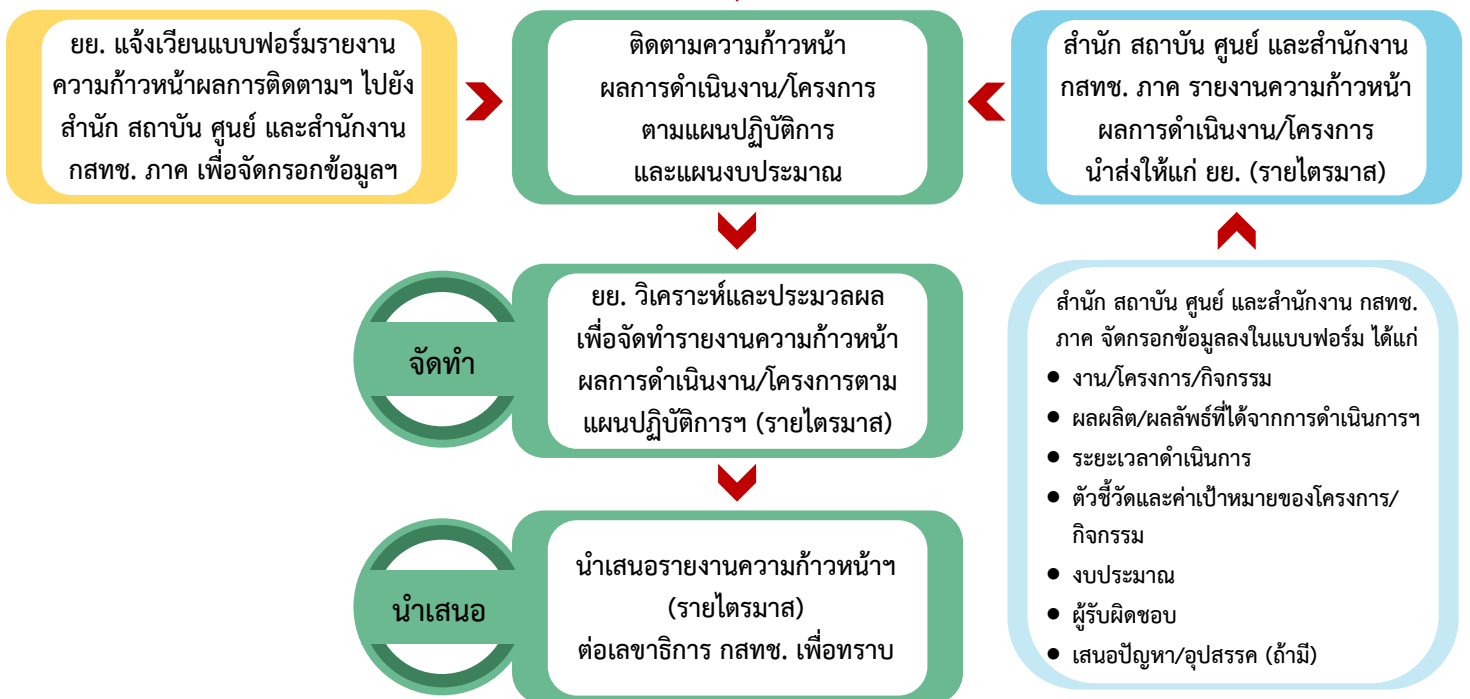 ยย. แจ้งเวียนแบบฟอร์มรายงาน
ความก้าวหน้าผลการติดตามฯ ไปยัง
สำนัก สถาบัน ศูนย์ และสำนักงาน
กสทช. ภาค เพื่อจัดกรอกข้อมูลฯ
ติดตามความก้าวหน้า
ผลการดำเนินงาน/โครงการ
ตามแผนปฏิบัติการ
และแผนงบประมาณ
สำนัก สถาบัน ศูนย์ และสำนักงาน
กสทช. ภาค รายงานความก้าวหน้า
ผลการดำเนินงาน/โครงการ
นำส่งให้แก่ ยย. (รายไตรมาส)
จัดทำ
ยย. วิเคราะห์และประมวลผล
เพื่อจัดทำรายงานความก้าวหน้า
ผลการดำเนินงาน/โครงการตาม
แผนปฏิบัติการฯ (รายไตรมาส)
สำนัก สถาบัน ศูนย์ และสำนักงาน กสทช.
ภาค จัดกรอกข้อมูลลงในแบบฟอร์ม ได้แก่
● งาน/โครงการ/กิจกรรม
● ผลผลิต/ผลลัพธ์ที่ได้จากการดำเนินการฯ
● ระยะเวลาดำเนินการ
● ตัวชี้วัดและค่าเป้าหมายของโครงการ/
กิจกรรม
● งบประมาณ
● ผู้รับผิดชอบ
● เสนอปัญหา/อุปสรรค (ถ้ามี)
นำเสนอ
นำเสนอรายงานความก้าวหน้าฯ
(รายไตรมาส)
ต่อเลขาธิการ กสทช. เพื่อทราบ